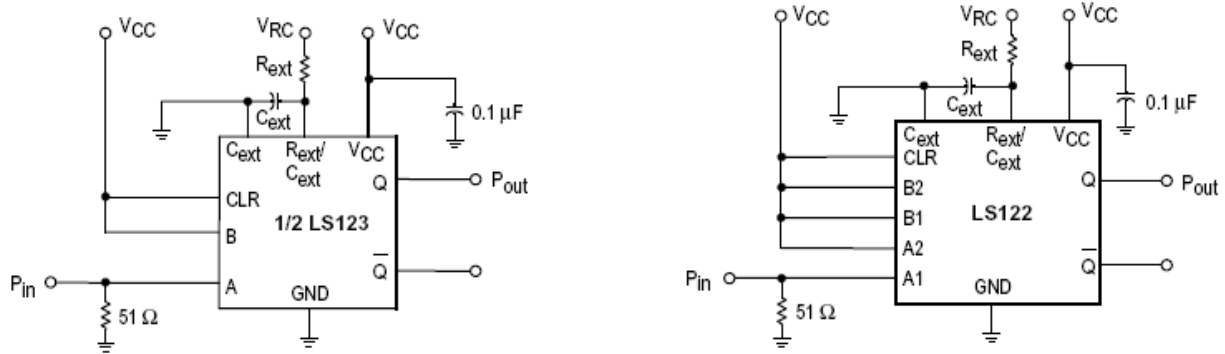 VCC
VRC
VCC
Rext
Cext
0.1 µF
Cext
Rext/
Cext
VCC
CLR
Q
Pout
1/2 LS123
B
Pin
A
Q
GND
51 Ω
VCC
VRC
VCC
Rext
Cext
0.1 µF
Cext
Rext/
Cext
VCC
CLR
B2
Q
Pout
B1
LS122
A2
Pin
A1
Q
GND
51 Ω